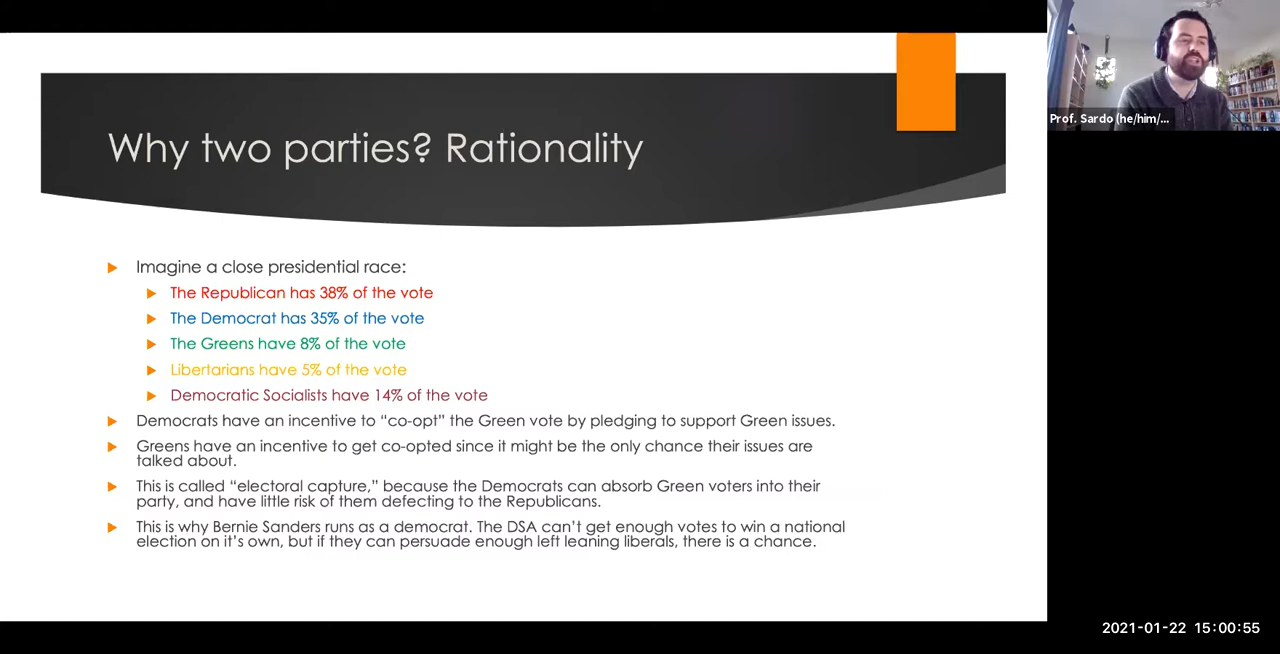 Why two parties? Rationality
Imagine a close presidential race:
The Republican has 38% of the vote
The Democrat has 35% of the vote
The Greens have 8% of the vote
Libertarians have 5% of the vote
Democratic Socialists have 14% of the vote
Democrats have an incentive to “co-opt” the Green vote by pledging to support Green issues.
Greens have an incentive to get co-opted since it might be the only chance their issues are
talked about.
This is called “electoral capture,” because the Democrats can absorb Green voters into their
party, and have little risk of them defecting to the Republicans.
This is why Bernie Sanders runs as a democrat. The DSA can’t get enough votes to win a national
election on it’s own, but if they can persuade enough left leaning liberals, there is a chance.
Prof. Sardo (he/him/...
2021-01-22 15:00:55